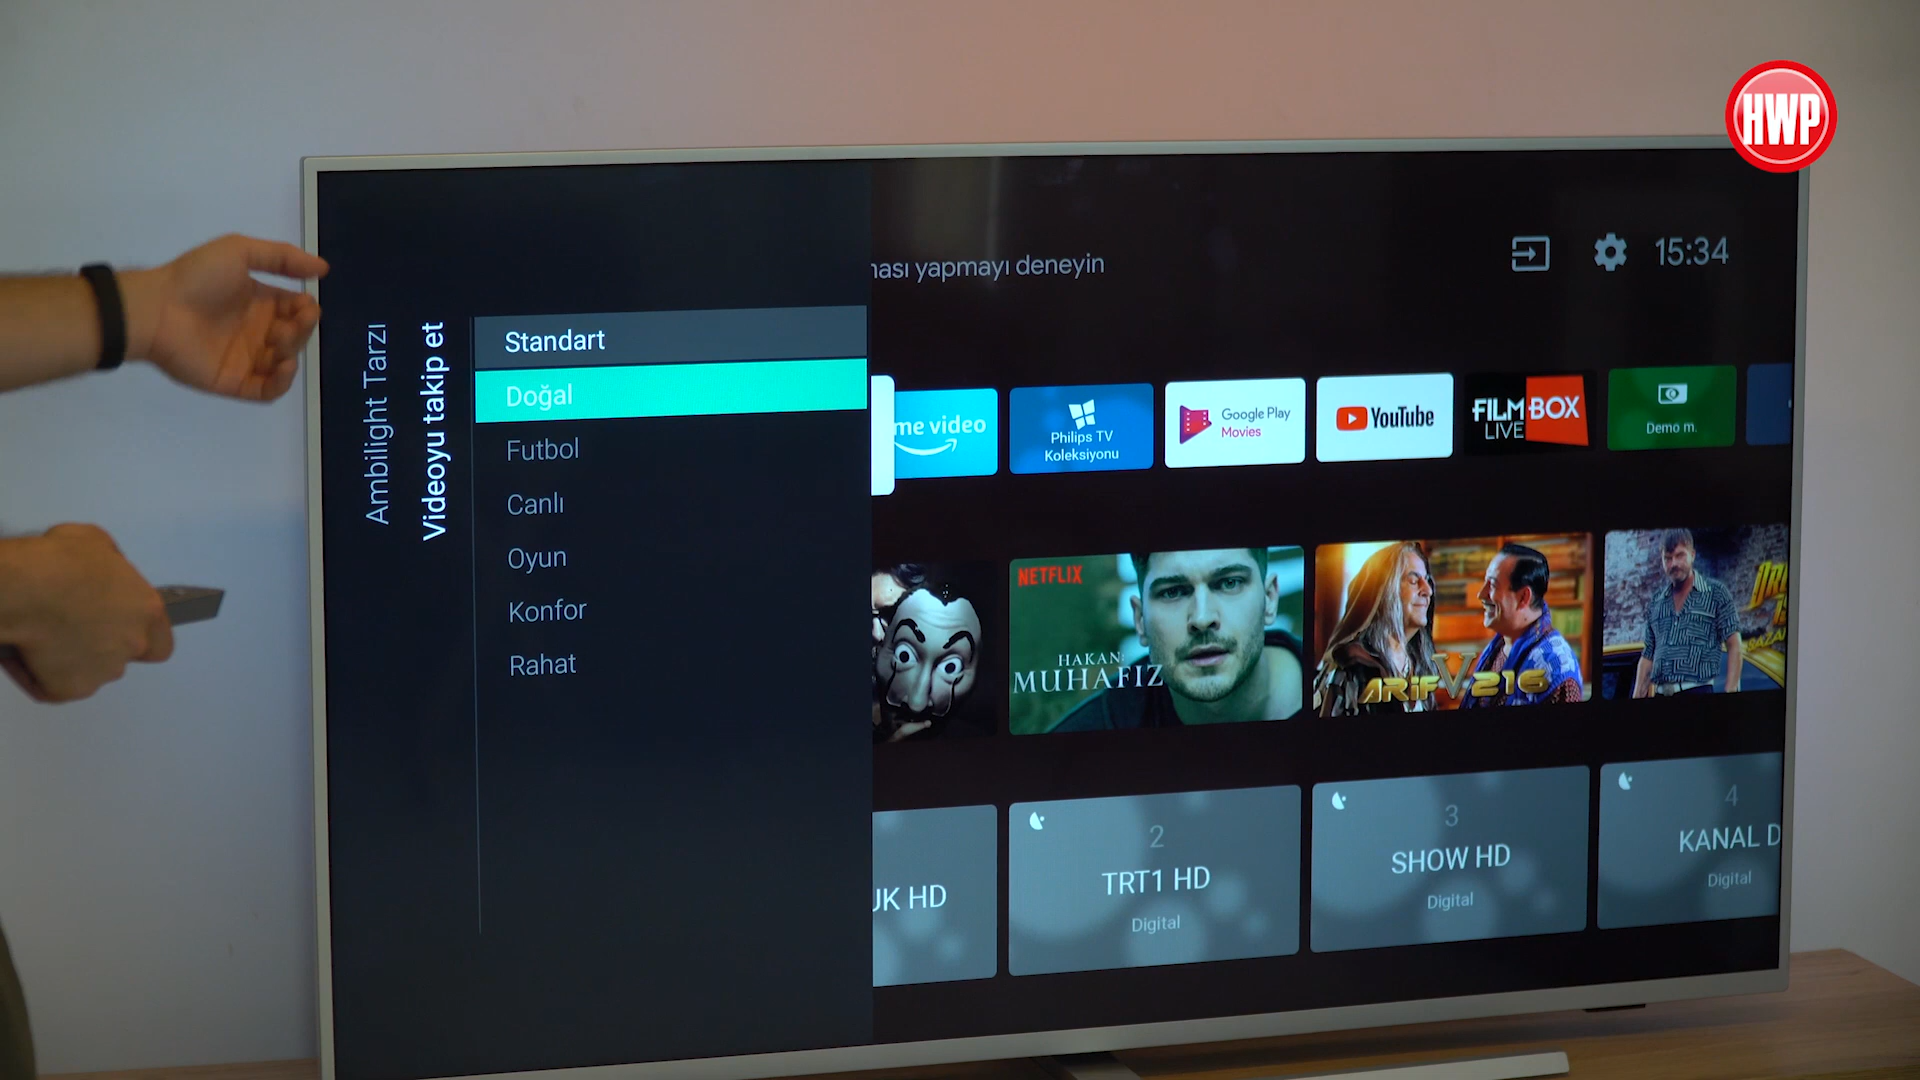 HWP
15:34
ması yapmayı deneyin
Ambilight Tarzı
Videoyu takip et
Standart
Doğal
Futbol
Canlı
Oyun
Konfor
Rahat
me video
Philips TV
Koleksiyonu
Google Play
Movies
YouTube
FILMBOX
LIVE
Demo m.
NETFLIX
HAKAN:
MUHAFIZ
ARİF V 216
UK HD
2
TRT1 HD
Digital
3
SHOW HD
Digital
4
KANAL D
Digital